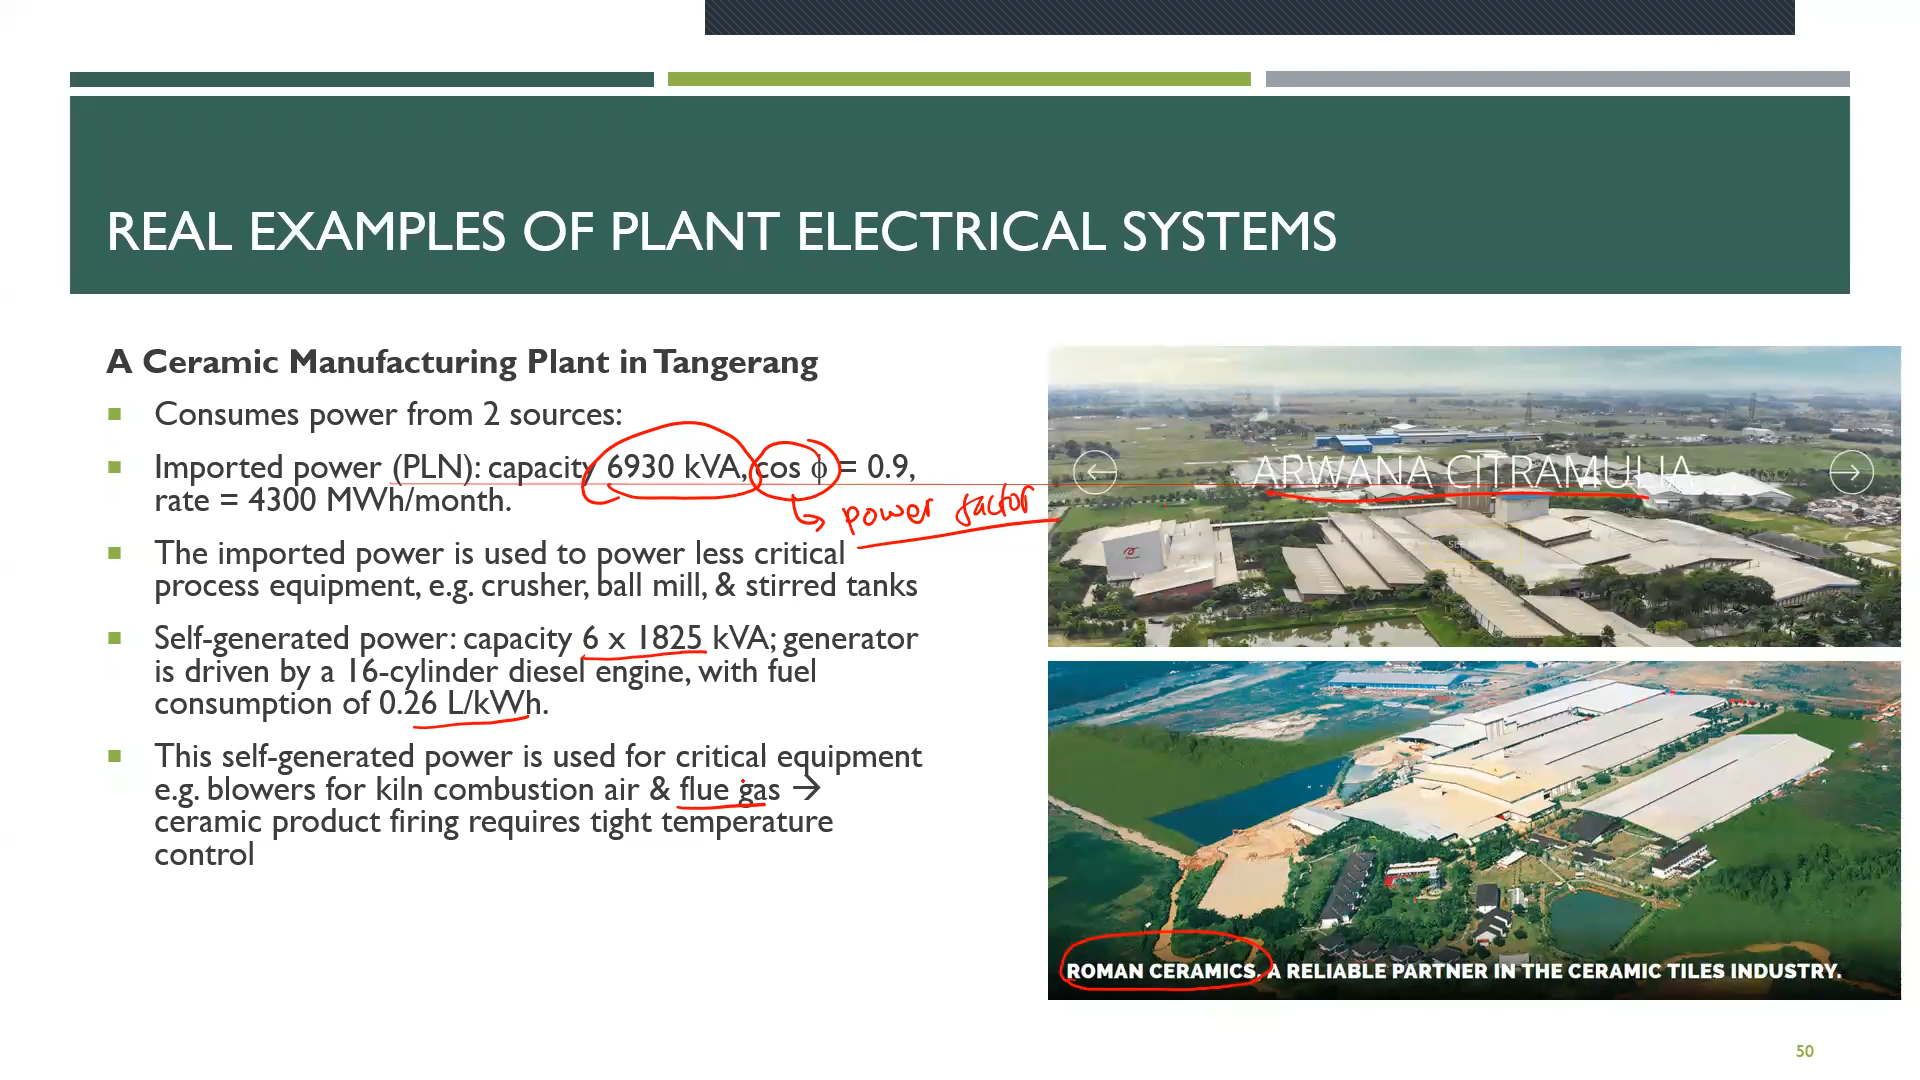 REAL EXAMPLES OF PLANT ELECTRICAL SYSTEMS
A Ceramic Manufacturing Plant in Tangerang
Consumes power from 2 sources:
Imported power (PLN): capacity 6930 kVA, cos ϕ = 0.9,
rate = 4300 MWh/month.
power factor
The imported power is used to power less critical
process equipment, e.g. crusher, ball mill, & stirred tanks
Self-generated power: capacity 6 x 1825 kVA; generator
is driven by a 16-cylinder diesel engine, with fuel
consumption of 0.26 L/kWh.
This self-generated power is used for critical equipment
e.g. blowers for kiln combustion air & flue gas →
ceramic product firing requires tight temperature
control
ARWANA CITRAMULIA
ROMAN CERAMICS. A RELIABLE PARTNER IN THE CERAMIC TILES INDUSTRY.
50